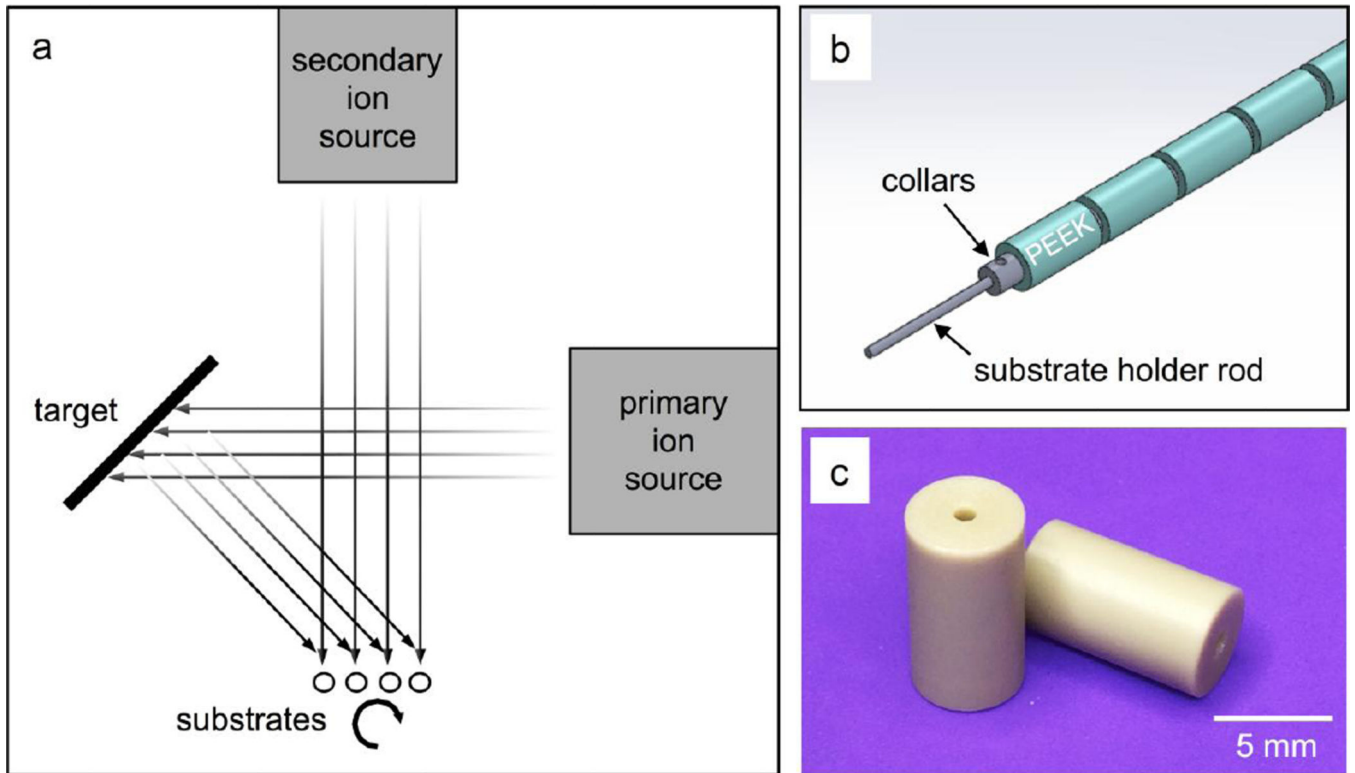 a
secondary
ion
source
target
primary
ion
source
substrates
b
collars
PEEK
substrate holder rod
c
5 mm